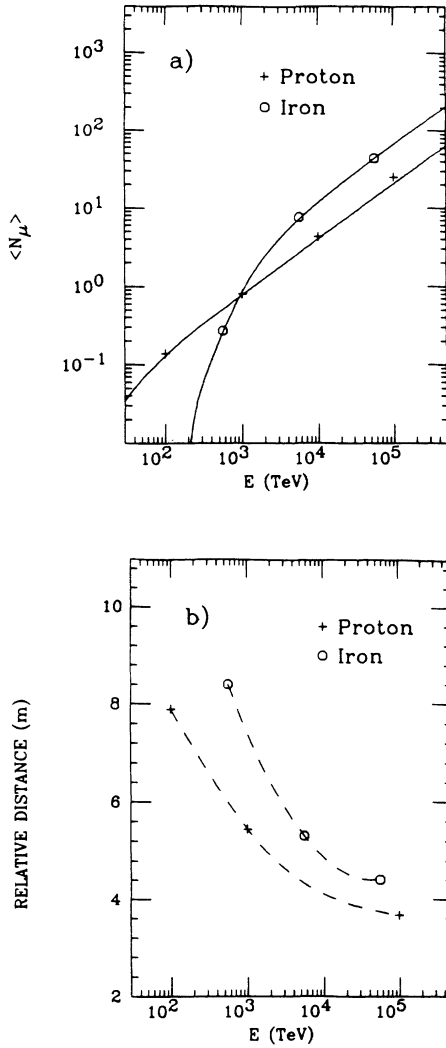 10³
10²
10¹
10⁰
10⁻¹
<Nμ>
a)
+ Proton
○ Iron
10² 10³ 10⁴ 10⁵
E (TeV)
10
8
6
4
2
RELATIVE DISTANCE (m)
b)
+ Proton
○ Iron
10² 10³ 10⁴ 10⁵
E (TeV)